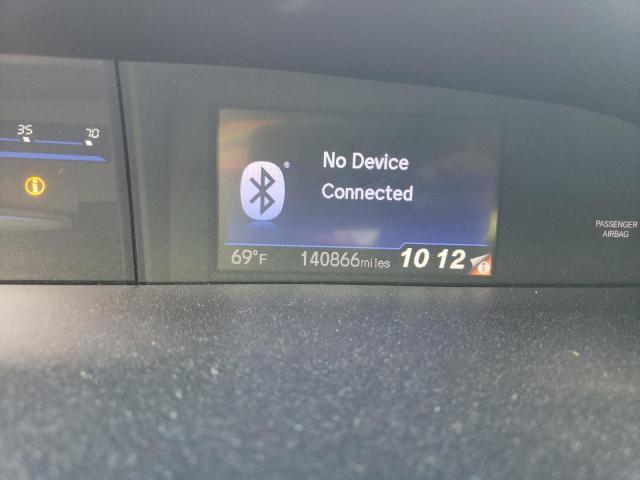 35 70
No Device
Connected
®
PASSENGER
AIRBAG
69°F 140866miles 10 12